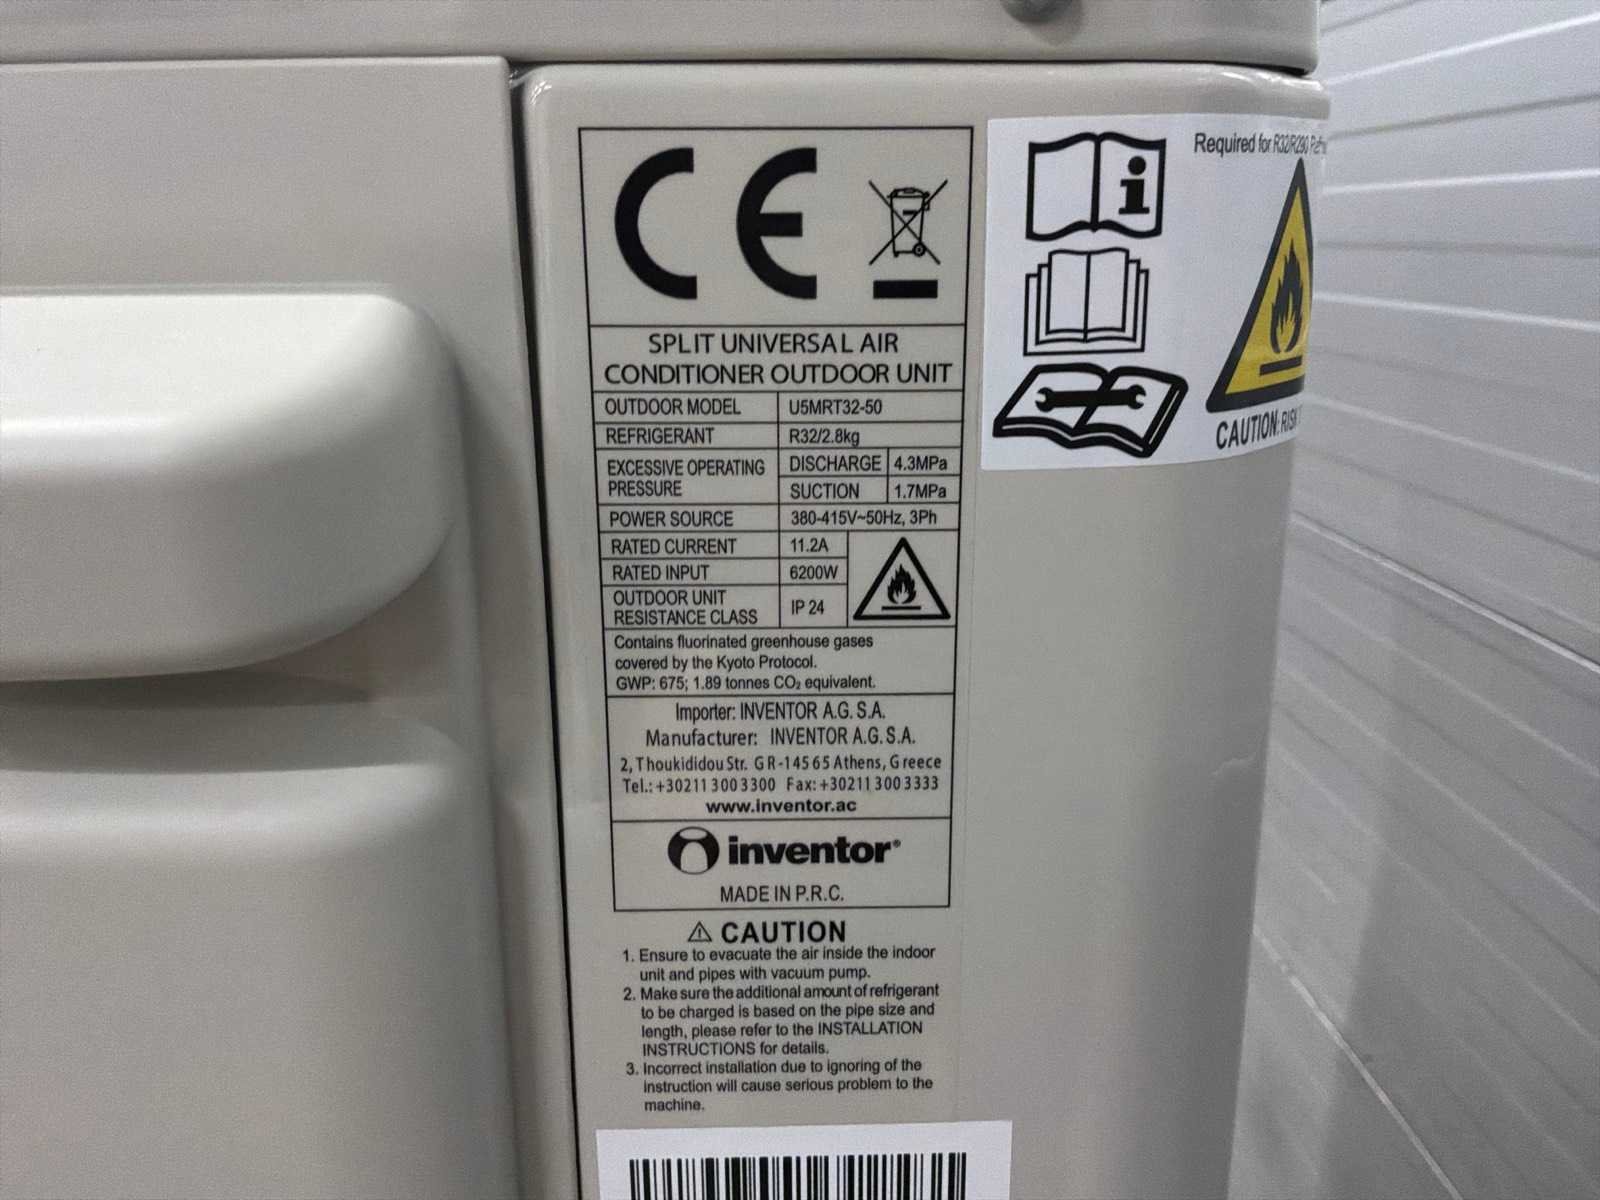 CE
SPLIT UNIVERSAL AIR
CONDITIONER OUTDOOR UNIT
OUTDOOR MODEL U5MRT32-50
REFRIGERANT R32/2.8kg
EXCESSIVE OPERATING
PRESSURE
DISCHARGE 4.3MPa
SUCTION 1.7MPa
POWER SOURCE 380-415V~50Hz, 3Ph
RATED CURRENT 11.2A
RATED INPUT 6200W
OUTDOOR UNIT
RESISTANCE CLASS
IP 24
Contains fluorinated greenhouse gases
covered by the Kyoto Protocol.
GWP: 675; 1.89 tonnes CO₂ equivalent.
Importer: INVENTOR A.G. S.A.
Manufacturer: INVENTOR A.G. S.A.
2, Thoukididou Str. GR-145 65 Athens, Greece
Tel.: +30211 300 3300 Fax: +30211 300 3333
www.inventor.ac
inventor®
MADE IN P.R.C.
CAUTION
1. Ensure to evacuate the air inside the indoor
unit and pipes with vacuum pump.
2. Make sure the additional amount of refrigerant
to be charged is based on the pipe size and
length, please refer to the INSTALLATION
INSTRUCTIONS for details.
3. Incorrect installation due to ignoring of the
instruction will cause serious problem to the
machine.
Required for R32/R290
CAUTION: RISK